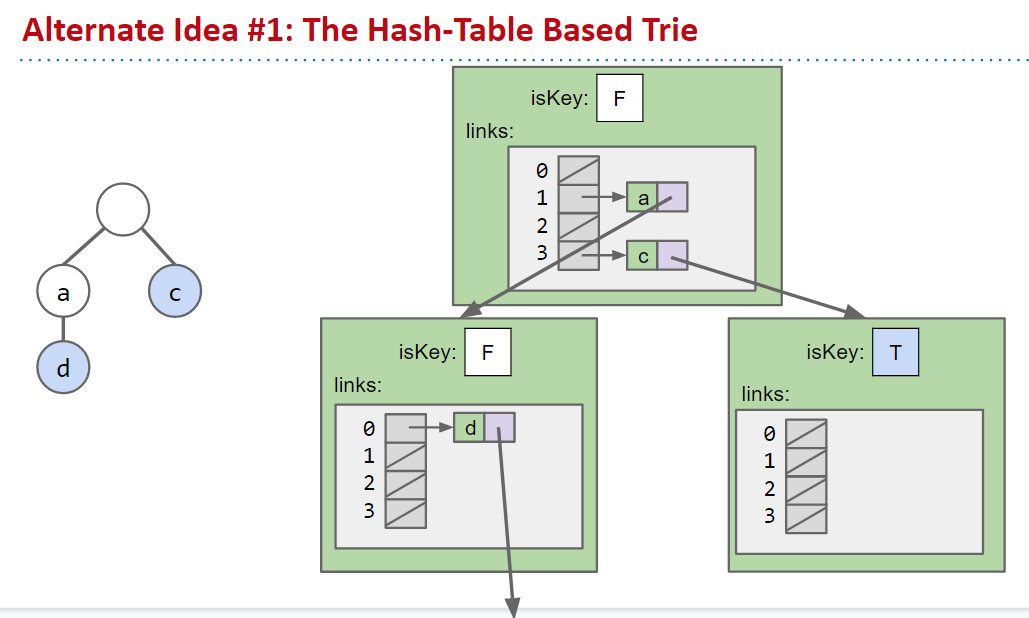 Alternate Idea #1: The Hash-Table Based Trie
isKey: F
links:
0
1 a
2
3 c
a
c
d
isKey: F
links:
0 d
1
2
3
isKey: T
links:
0
1
2
3